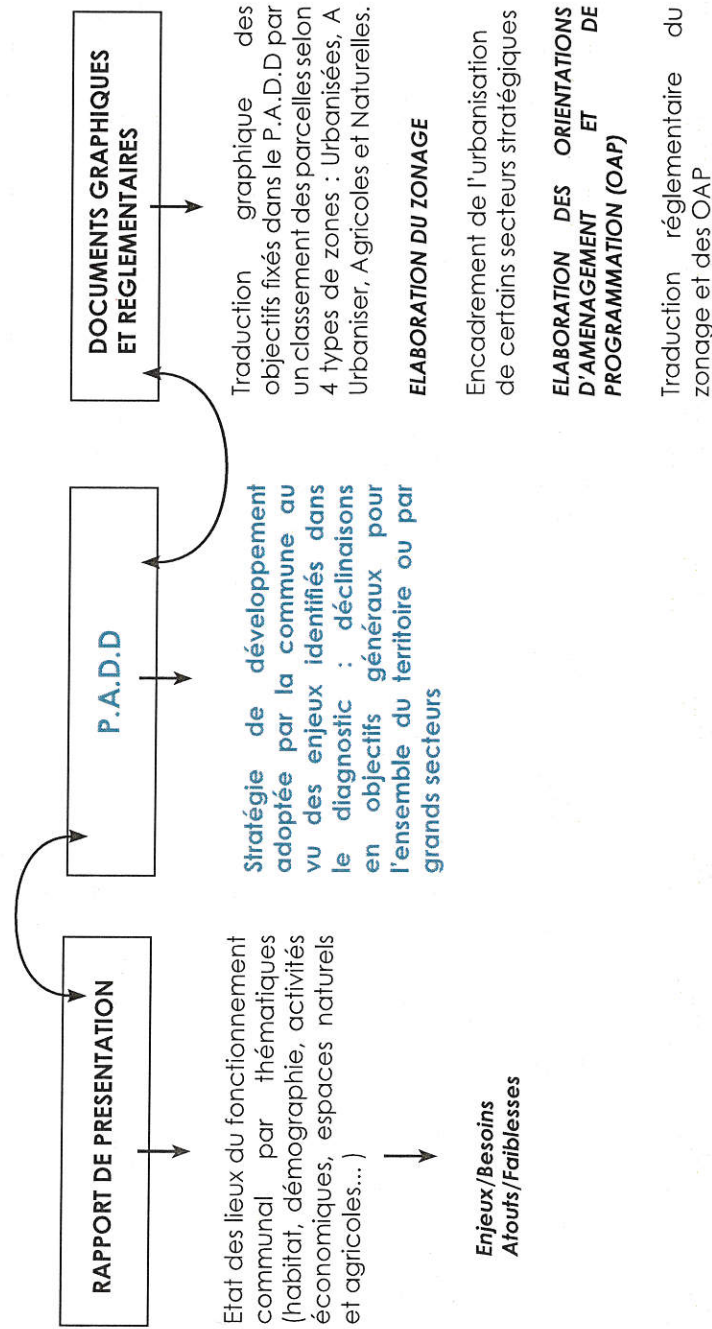 RAPPORT DE PRESENTATION
Etat des lieux du fonctionnement
communal par thématiques
(habitat, démographie, activités
économiques, espaces naturels
et agricoles... )
Enjeux/Besoins
Atouts/Faiblesses
P.A.D.D
Stratégie de développement
adoptée par la commune au
vu des enjeux identifiés dans
le diagnostic : déclinaisons
en objectifs généraux pour
l'ensemble du territoire ou par
grands secteurs
DOCUMENTS GRAPHIQUES
ET REGLEMENTAIRES
Traduction graphique des
objectifs fixés dans le P.A.D.D par
un classement des parcelles selon
4 types de zones : Urbanisées, A
Urbaniser, Agricoles et Naturelles.
ELABORATION DU ZONAGE
Encadrement de l'urbanisation
de certains secteurs stratégiques
ELABORATION DES ORIENTATIONS
D'AMENAGEMENT ET DE
PROGRAMMATION (OAP)
Traduction réglementaire du
zonage et des OAP